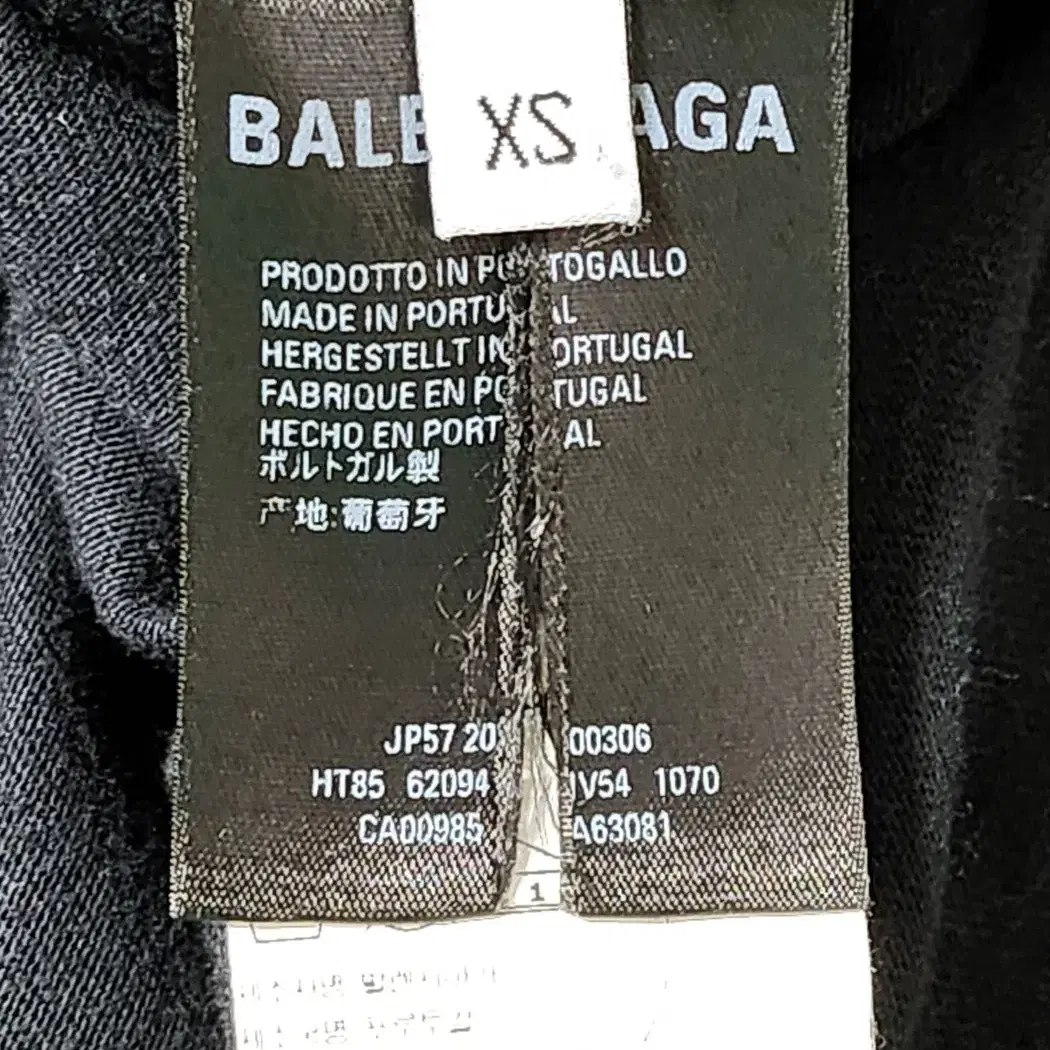 XS
BALE AGA
PRODOTTO IN PO TOGALLO
MADE IN PORTU AL
HERGESTELLT IN ORTUGAL
FABRIQUE EN PO TUGAL
HECHO EN PORT AL
ポルトガル製
产地:葡萄牙
JP57 20 00306
HT85 62094 JV54 1070
CA00985 A63081
1